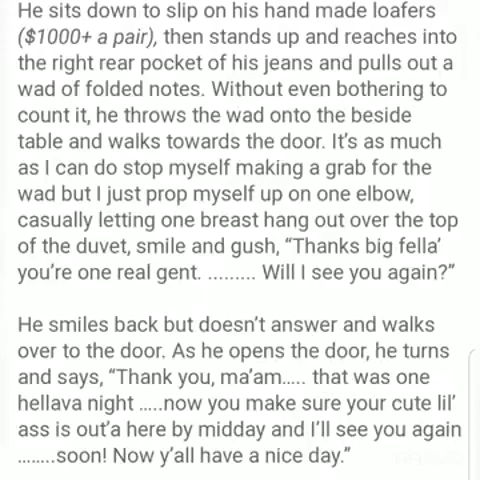 He sits down to slip on his hand made loafers
($1000+ a pair), then stands up and reaches into
the right rear pocket of his jeans and pulls out a
wad of folded notes. Without even bothering to
count it, he throws the wad onto the beside
table and walks towards the door. It’s as much
as I can do stop myself making a grab for the
wad but I just prop myself up on one elbow,
casually letting one breast hang out over the top
of the duvet, smile and gush, “Thanks big fella’
you’re one real gent. ......... Will I see you again?”
He smiles back but doesn’t answer and walks
over to the door. As he opens the door, he turns
and says, “Thank you, ma’am..... that was one
hellava night .....now you make sure your cute lil’
ass is out’a here by midday and I’ll see you again
........soon! Now y’all have a nice day.”